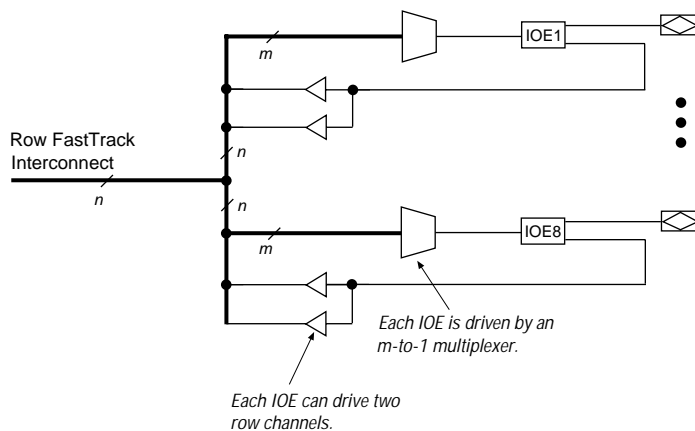 m
IOE1
Row FastTrack
Interconnect
n
n
n
m
IOE8
Each IOE is driven by an
m-to-1 multiplexer.
Each IOE can drive two
row channels.